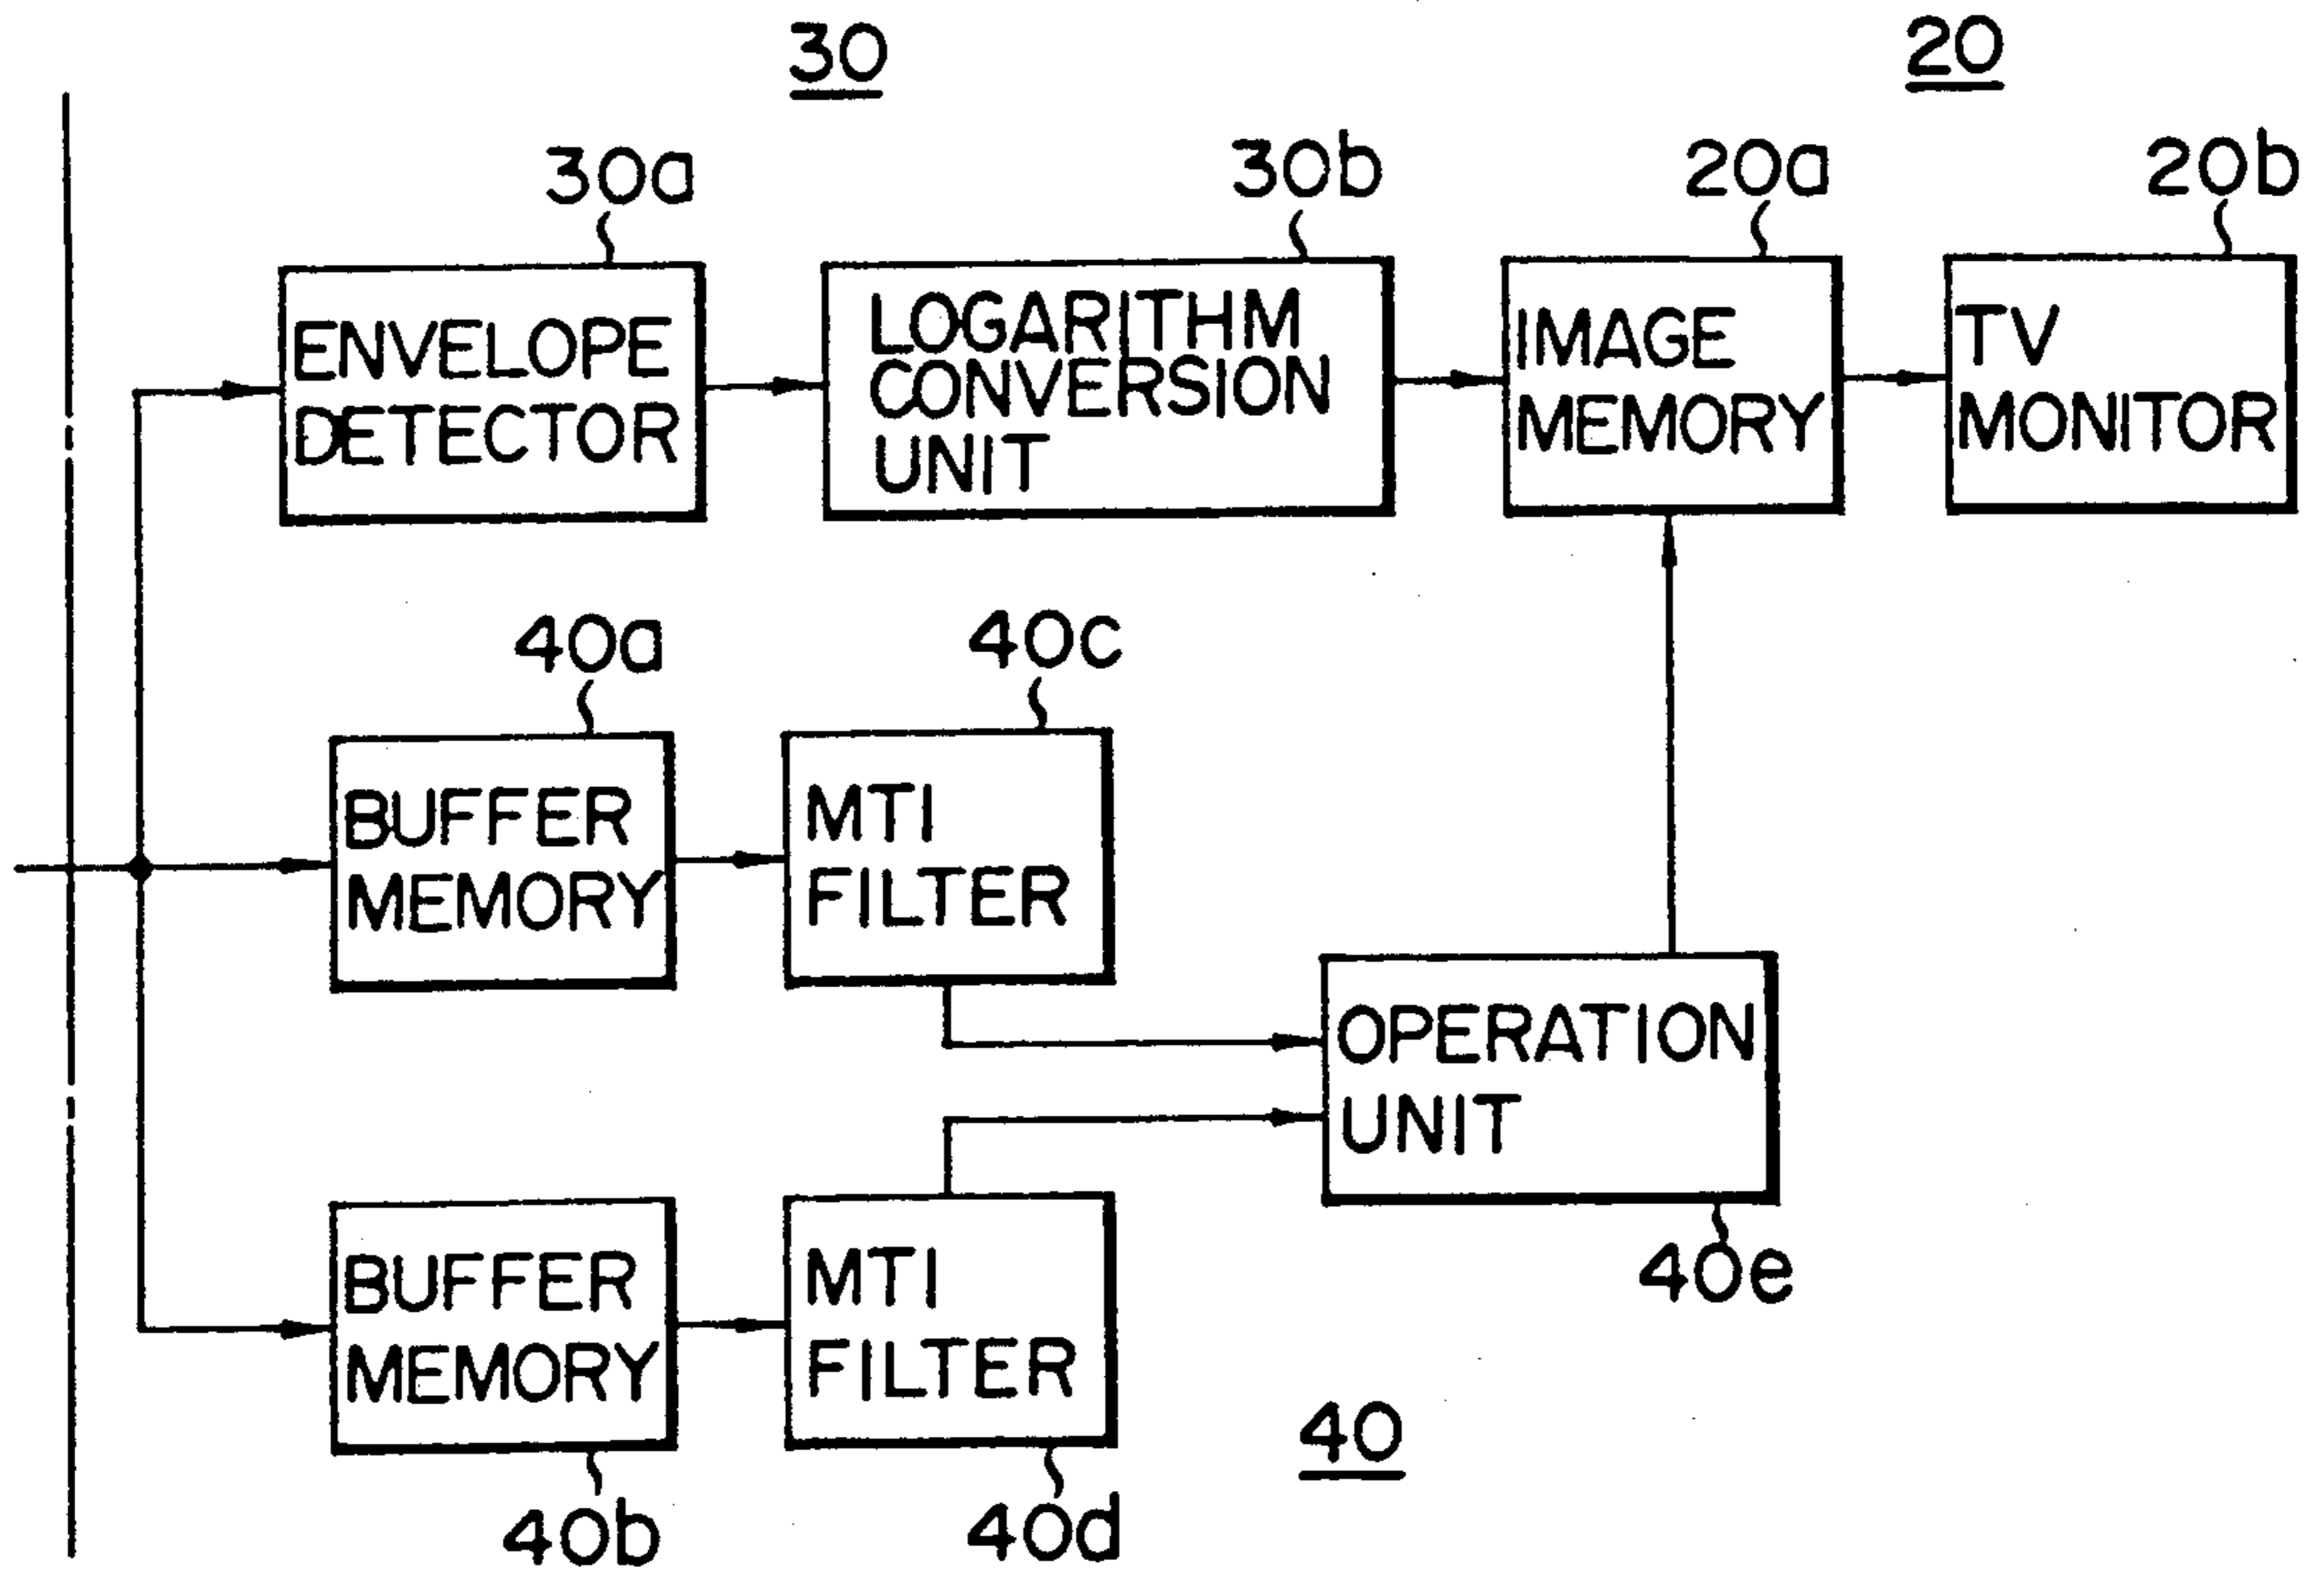 30
20
30a
30b
20a
20b
ENVELOPE
DETECTOR
LOGARITHM
CONVERSION
UNIT
IMAGE
MEMORY
TV
MONITOR
40a
40c
BUFFER
MEMORY
MTI
FILTER
OPERATION
UNIT
40e
BUFFER
MEMORY
MTI
FILTER
40b
40d
40